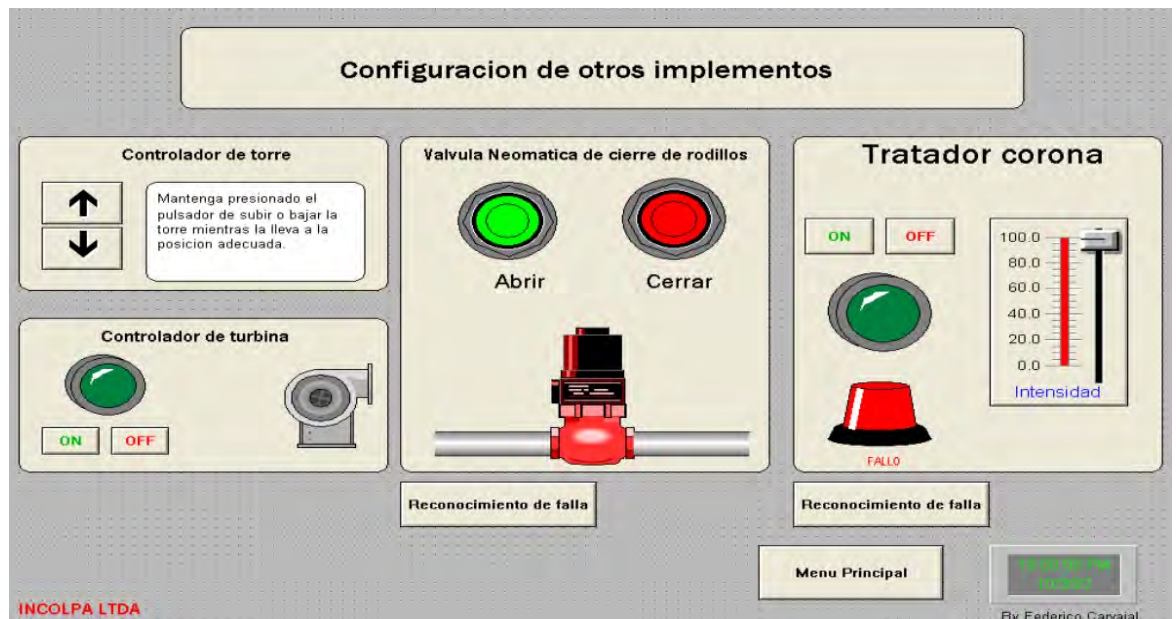 Configuracion de otros implementos
Controlador de torre
Mantenga presionado el
pulsador de subir o bajar la
torre mientras la lleva a la
posicion adecuada.
Controlador de turbina
ON
OFF
Valvula Neomatica de cierre de rodillos
Abrir
Cerrar
Reconocimiento de falla
Tratador corona
ON
OFF
100.0
80.0
60.0
40.0
20.0
0.0
Intensidad
FALLO
Reconocimiento de falla
Menu Principal
INCOLPA LTDA
By Federico Carvajal